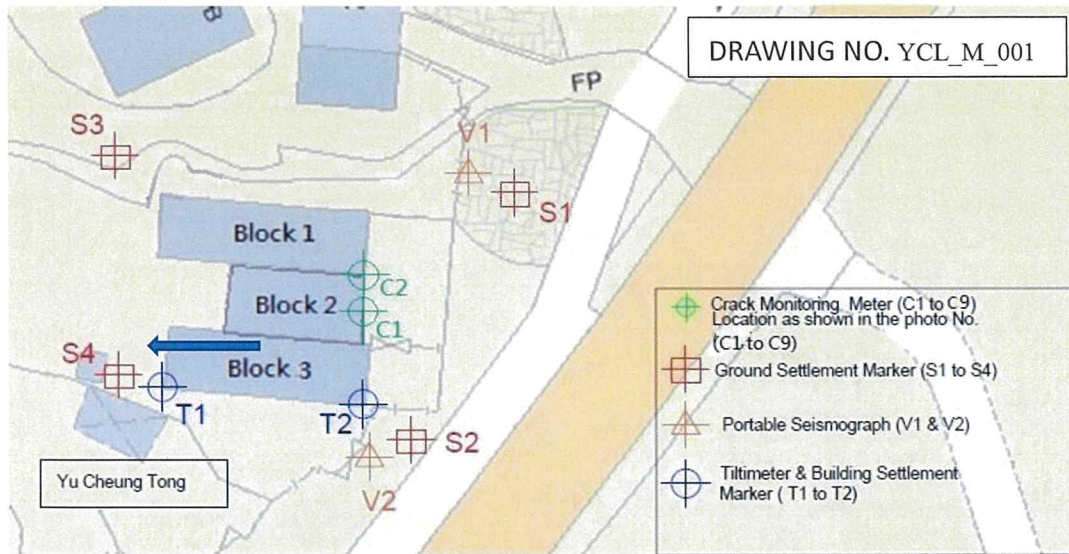 DRAWING NO. YCL_M_001
FP
S3
V1
S1
Block 1
C2
Block 2
C1
S4
Block 3
T1
T2
S2
V2
Yu Cheung Tong
Crack Monitoring Meter (C1 to C9)
Location as shown in the photo No.
(C1 to C9)
Ground Settlement Marker (S1 to S4)
Portable Seismograph (V1 & V2)
Tiltimeter & Building Settlement
Marker ( T1 to T2)